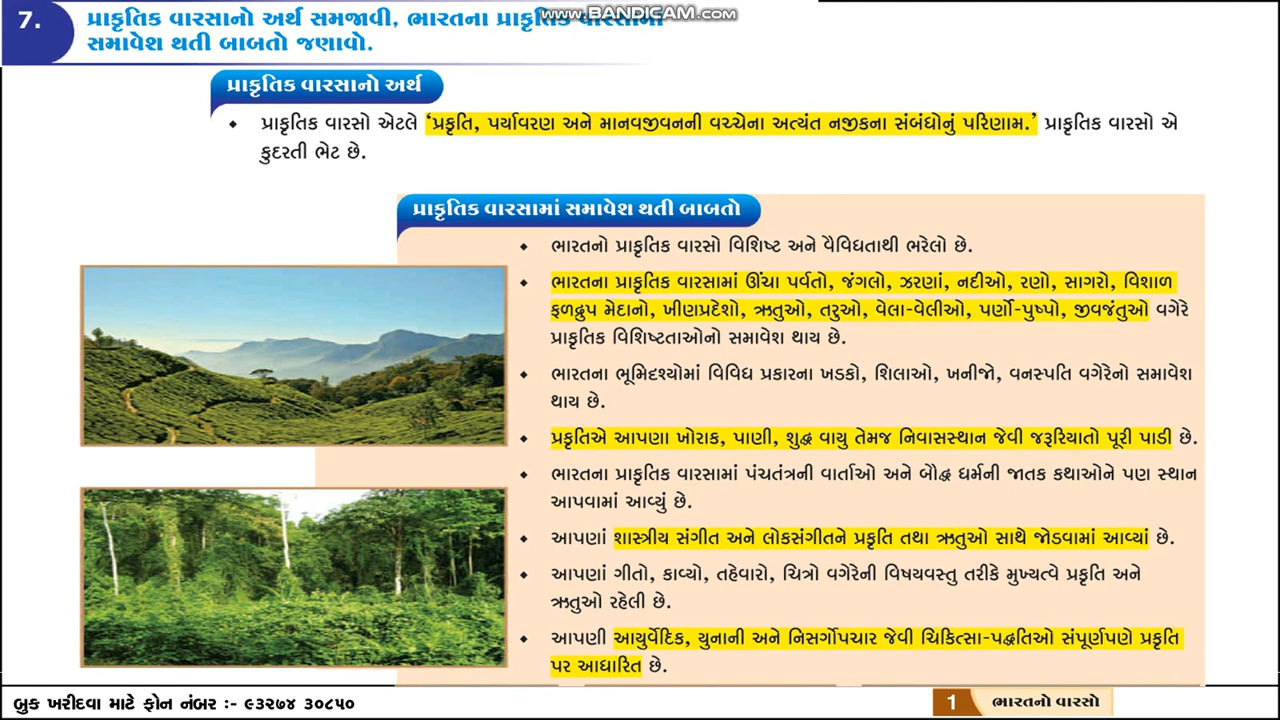 www.BANDICAM.com
7.
પ્રાકૃતિક વારસાનો અર્થ સમજાવી, ભારતના પ્રાકૃતિક વારસામાં
સમાવેશ થતી બાબતો જણાવો.
પ્રાકૃતિક વારસાનો અર્થ
પ્રાકૃતિક વારસો એટલે ‘પ્રકૃતિ, પર્યાવરણ અને માનવજીવનની વચ્ચેના અત્યંત નજીકના સંબંધોનું પરિણામ.’ પ્રાકૃતિક વારસો એ
કુદરતી ભેટ છે.
પ્રાકૃતિક વારસામાં સમાવેશ થતી બાબતો
ભારતનો પ્રાકૃતિક વારસો વિશિષ્ટ અને વૈવિધતાથી ભરેલો છે.
ભારતના પ્રાકૃતિક વારસામાં ઊંચા પર્વતો, જંગલો, ઝરણાં, નદીઓ, રણો, સાગરો, વિશાળ
ફળદ્રુપ મેદાનો, ખીણપ્રદેશો, ઋતુઓ, તરુઓ, વેલા-વેલીઓ, પર્ણો-પુષ્પો, જીવજંતુઓ વગેરે
પ્રાકૃતિક વિશિષ્ટતાઓનો સમાવેશ થાય છે.
ભારતના ભૂમિદૃશ્યોમાં વિવિધ પ્રકારના ખડકો, શિલાઓ, ખનીજો, વનસ્પતિ વગેરેનો સમાવેશ
થાય છે.
પ્રકૃતિએ આપણા ખોરાક, પાણી, શુદ્ધ વાયુ તેમજ નિવાસસ્થાન જેવી જરૂરિયાતો પૂરી પાડી છે.
ભારતના પ્રાકૃતિક વારસામાં પંચતંત્રની વાર્તાઓ અને બૌદ્ધ ધર્મની જાતક કથાઓને પણ સ્થાન
આપવામાં આવ્યું છે.
આપણાં શાસ્ત્રીય સંગીત અને લોકસંગીતને પ્રકૃતિ તથા ઋતુઓ સાથે જોડવામાં આવ્યાં છે.
આપણાં ગીતો, કાવ્યો, તહેવારો, ચિત્રો વગેરેની વિષયવસ્તુ તરીકે મુખ્યત્વે પ્રકૃતિ અને
ઋતુઓ રહેલી છે.
આપણી આયુર્વેદિક, યુનાની અને નિસર્ગોપચાર જેવી ચિકિત્સા-પદ્ધતિઓ સંપૂર્ણપણે પ્રકૃતિ
પર આધારિત છે.
બુક ખરીદવા માટે ફોન નંબર :- ૯૩૨૭૪ ૩૦૮૫૦
1 ભારતનો વારસો